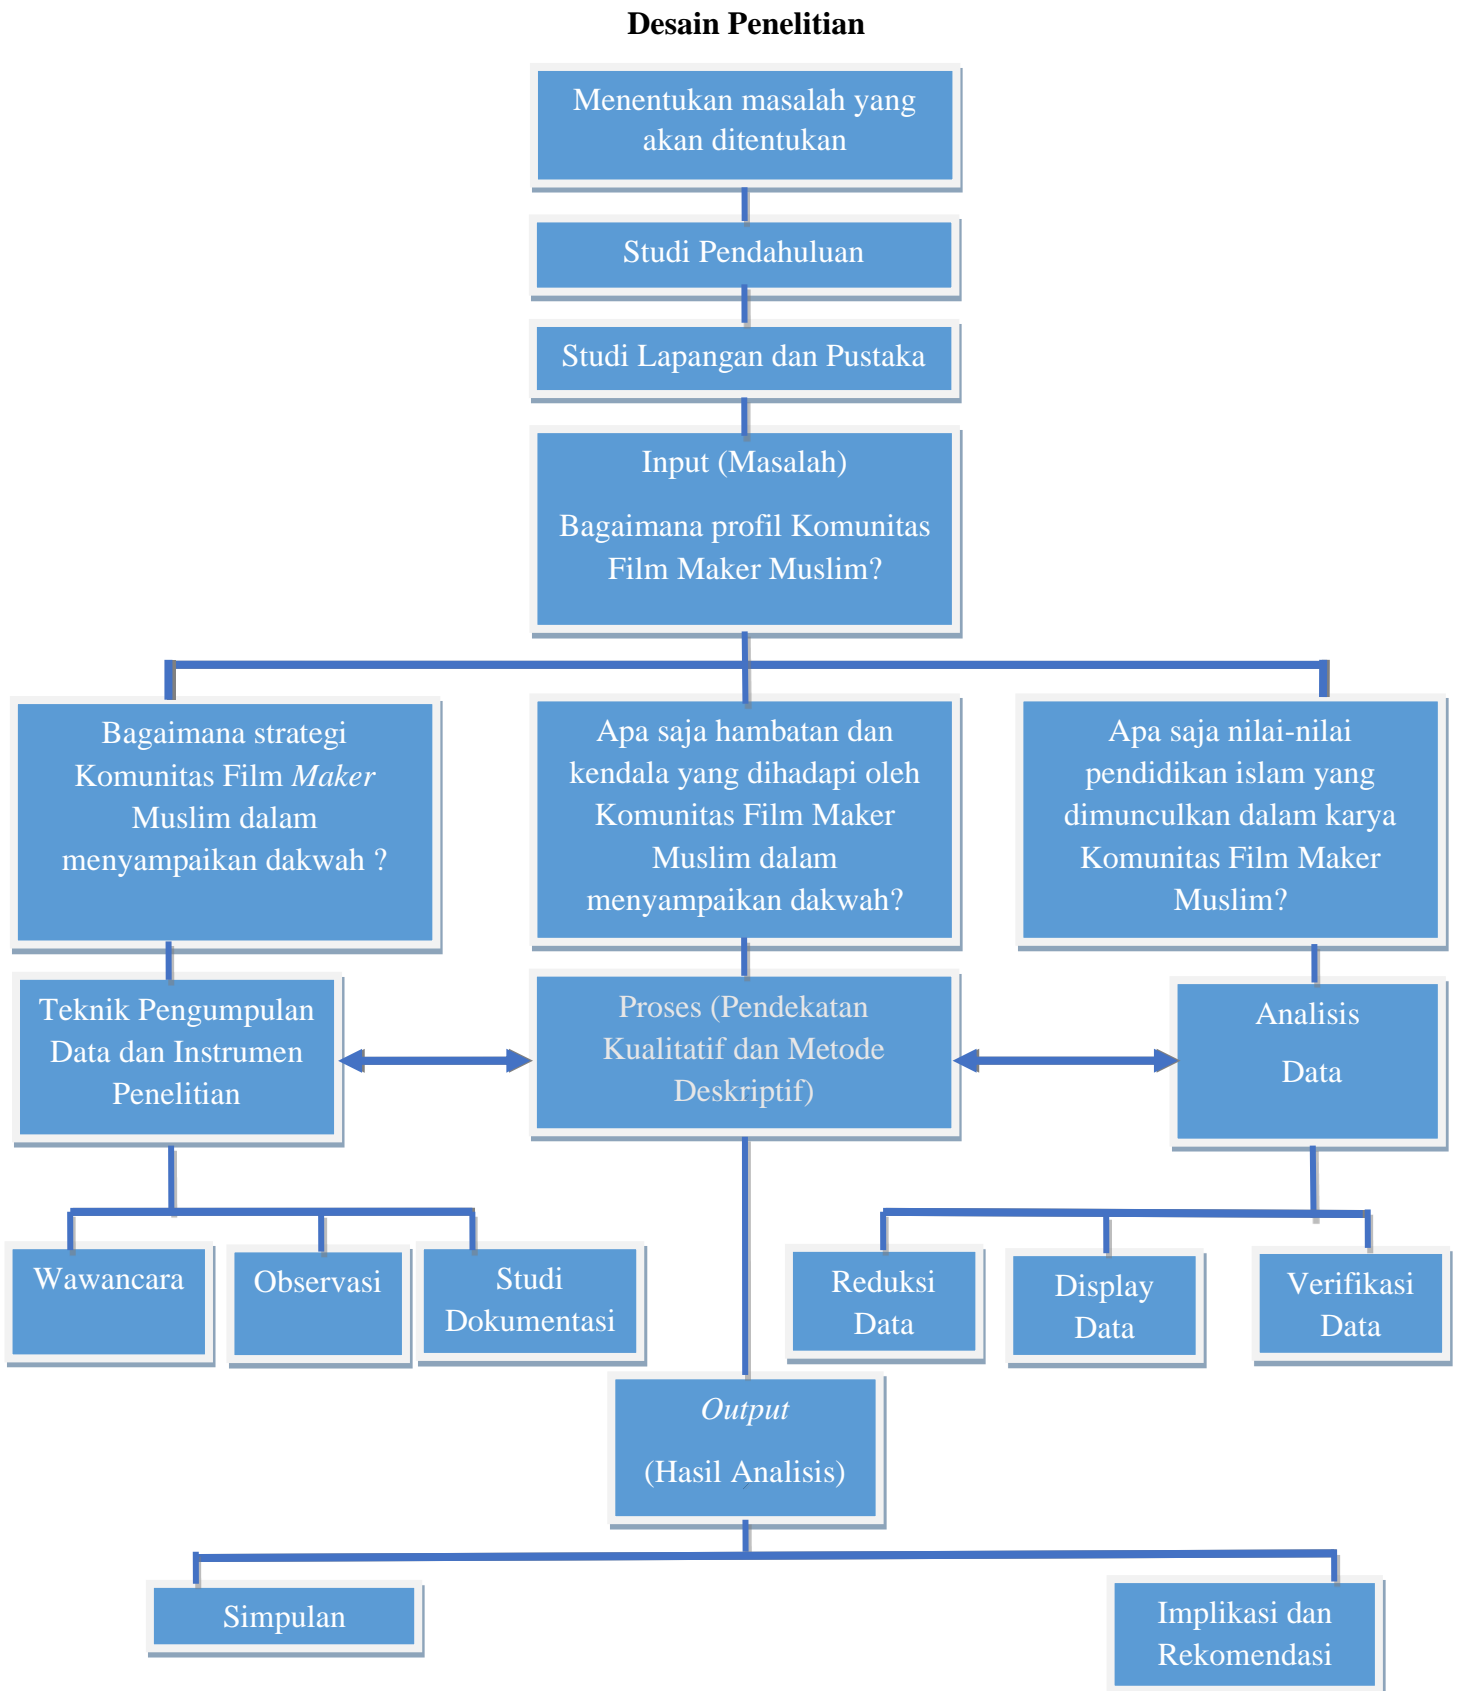 Desain Penelitian
Menentukan masalah yang
akan ditentukan
Studi Pendahuluan
Studi Lapangan dan Pustaka
Input (Masalah)
Bagaimana profil Komunitas
Film Maker Muslim?
Bagaimana strategi
Komunitas Film Maker
Muslim dalam
menyampaikan dakwah ?
Apa saja hambatan dan
kendala yang dihadapi oleh
Komunitas Film Maker
Muslim dalam
menyampaikan dakwah?
Apa saja nilai-nilai
pendidikan islam yang
dimunculkan dalam karya
Komunitas Film Maker
Muslim?
Teknik Pengumpulan
Data dan Instrumen
Penelitian
Proses (Pendekatan
Kualitatif dan Metode
Deskriptif)
Analisis
Data
Wawancara
Observasi
Studi
Dokumentasi
Reduksi
Data
Display
Data
Verifikasi
Data
Output
(Hasil Analisis)
Simpulan
Implikasi dan
Rekomendasi